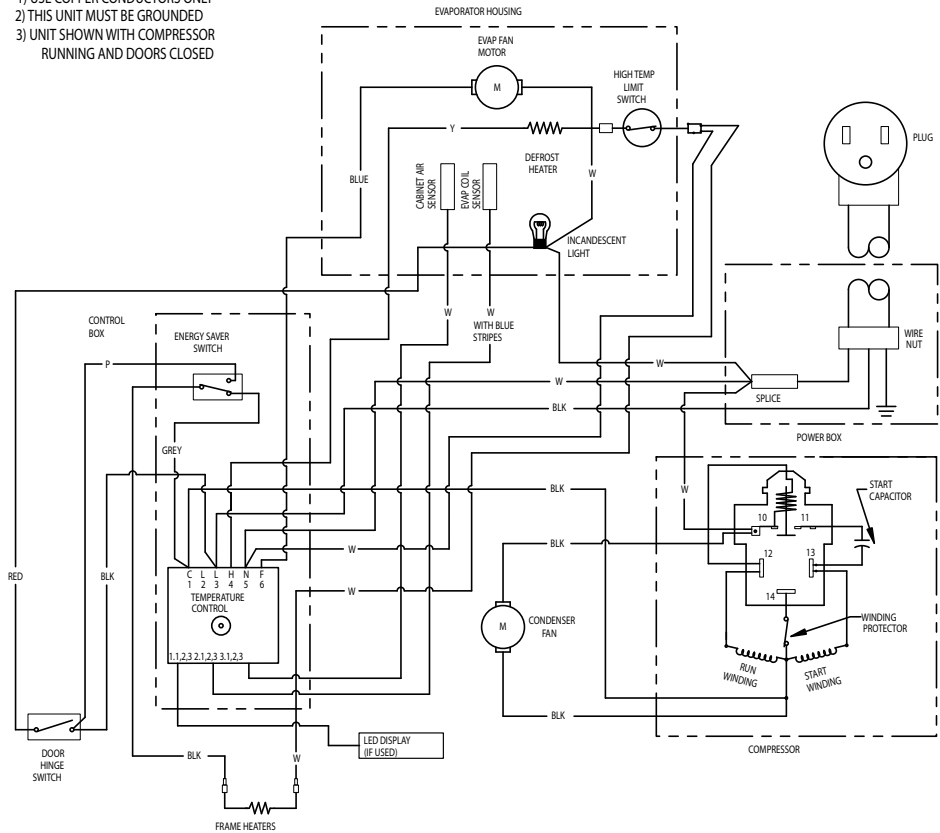 1) USE COPPER CONDUCTORS ONLY
2) THIS UNIT MUST BE GROUNDED
3) UNIT SHOWN WITH COMPRESSOR
RUNNING AND DOORS CLOSED
EVAPORATOR HOUSING
EVAP FAN
MOTOR
M
HIGH TEMP
LIMIT
SWITCH
PLUG
Y
DEFROST
HEATER
BLUE
CABINET AIR
SENSOR
EVAP COIL
SENSOR
W
INCANDESCENT
LIGHT
W
W
WITH BLUE
STRIPES
CONTROL
BOX
ENERGY SAVER
SWITCH
WIRE
NUT
P
W
W
SPLICE
BLK
POWER BOX
GREY
BLK
W
START
CAPACITOR
10
11
BLK
W
12
13
RED
BLK
C L L H N F
1 2 3 4 5 6
TEMPERATURE
CONTROL
W
14
M
CONDENSER
FAN
WINDING
PROTECTOR
1.1,2,3 2.1,2,3 3.1,2,3
RUN
WINDING
START
WINDING
BLK
DOOR
HINGE
SWITCH
LED DISPLAY
(IF USED)
COMPRESSOR
BLK
W
FRAME HEATERS